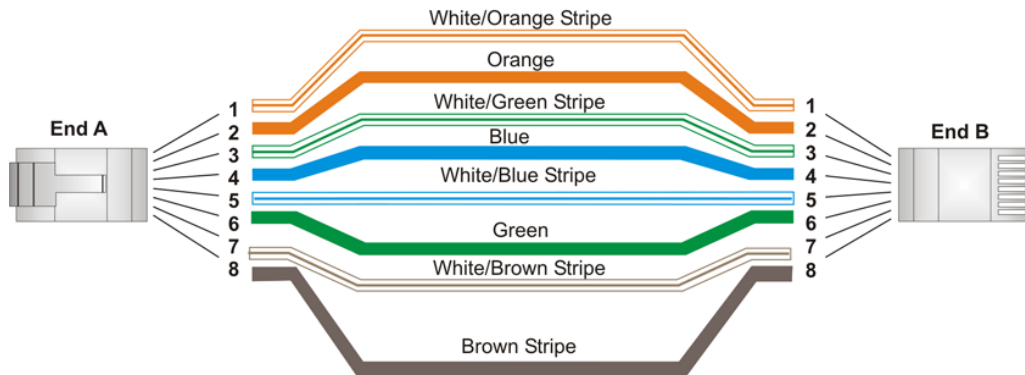 White/Orange Stripe
Orange
White/Green Stripe
Blue
White/Blue Stripe
Green
White/Brown Stripe
Brown Stripe
End A
1
2
3
4
5
6
7
8
1
2
3
4
5
6
7
8
End B